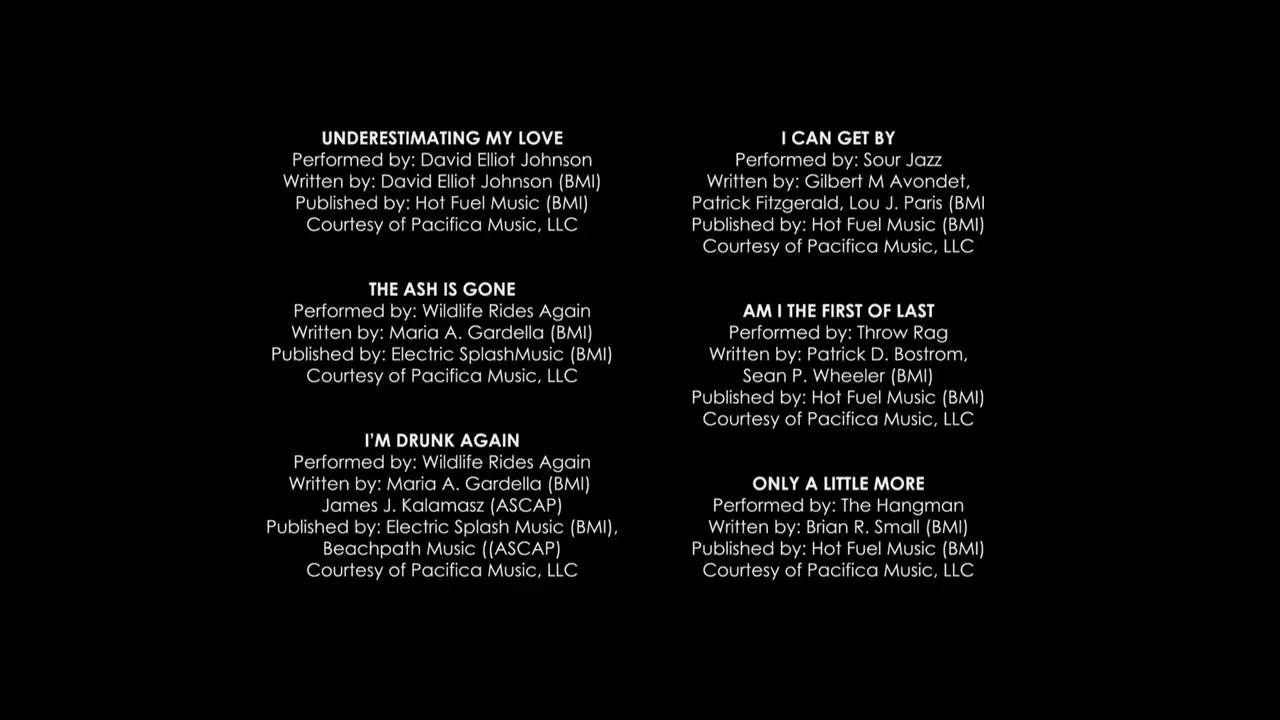 UNDERESTIMATING MY LOVE
Performed by: David Elliot Johnson
Written by: David Elliot Johnson (BMI)
Published by: Hot Fuel Music (BMI)
Courtesy of Pacifica Music, LLC
THE ASH IS GONE
Performed by: Wildlife Rides Again
Written by: Maria A. Gardella (BMI)
Published by: Electric SplashMusic (BMI)
Courtesy of Pacifica Music, LLC
I'M DRUNK AGAIN
Performed by: Wildlife Rides Again
Written by: Maria A. Gardella (BMI)
James J. Kalamasz (ASCAP)
Published by: Electric Splash Music (BMI),
Beachpath Music ((ASCAP)
Courtesy of Pacifica Music, LLC
I CAN GET BY
Performed by: Sour Jazz
Written by: Gilbert M Avondet,
Patrick Fitzgerald, Lou J. Paris (BMI
Published by: Hot Fuel Music (BMI)
Courtesy of Pacifica Music, LLC
AM I THE FIRST OF LAST
Performed by: Throw Rag
Written by: Patrick D. Bostrom,
Sean P. Wheeler (BMI)
Published by: Hot Fuel Music (BMI)
Courtesy of Pacifica Music, LLC
ONLY A LITTLE MORE
Performed by: The Hangman
Written by: Brian R. Small (BMI)
Published by: Hot Fuel Music (BMI)
Courtesy of Pacifica Music, LLC